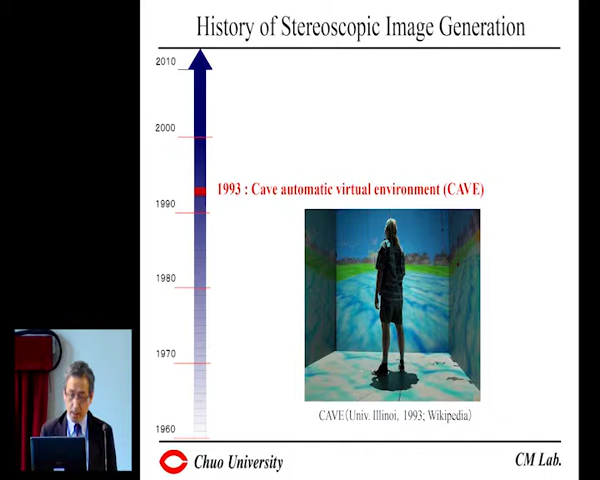 History of Stereoscopic Image Generation
2010
2000
1993 : Cave automatic virtual environment (CAVE)
1990
1980
1970
1960
CAVE(Univ. Illinoi, 1993; Wikipedia)
Chuo University
CM Lab.